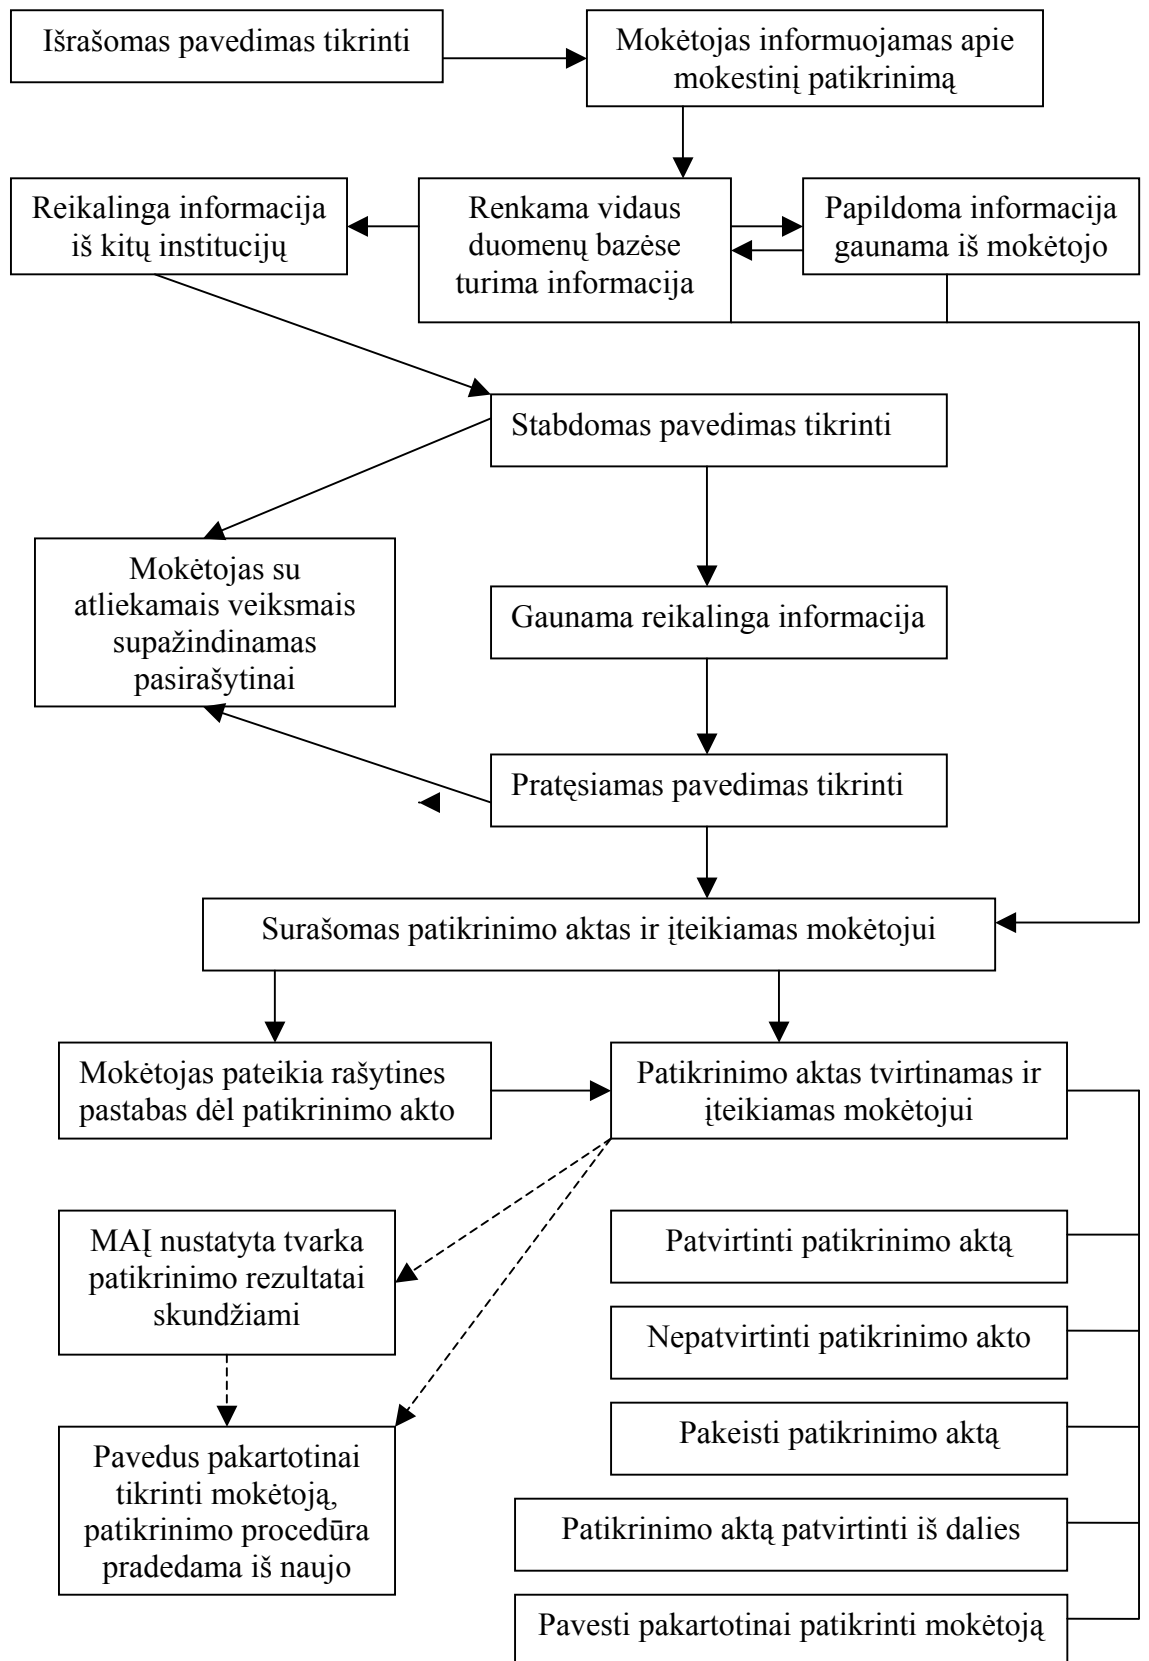 Išrašomas pavedimas tikrinti
Mokėtojas informuojamas apie
mokestinį patikrinimą
Reikalinga informacija
iš kitų institucijų
Renkama vidaus
duomenų bazėse
turima informacija
Papildoma informacija
gaunama iš mokėtojo
Stabdomas pavedimas tikrinti
Mokėtojas su
atliekamais veiksmais
supažindinamas
pasirašytinai
Gaunama reikalinga informacija
Pratęsiamas pavedimas tikrinti
Surašomas patikrinimo aktas ir įteikiamas mokėtojui
Mokėtojas pateikia rašytines
pastabas dėl patikrinimo akto
Patikrinimo aktas tvirtinamas ir
įteikiamas mokėtojui
MAĮ nustatyta tvarka
patikrinimo rezultatai
skundžiami
Patvirtinti patikrinimo aktą
Nepatvirtinti patikrinimo akto
Pakeisti patikrinimo aktą
Pavedus pakartotinai
tikrinti mokėtoją,
patikrinimo procedūra
pradedama iš naujo
Patikrinimo aktą patvirtinti iš dalies
Pavesti pakartotinai patikrinti mokėtoją